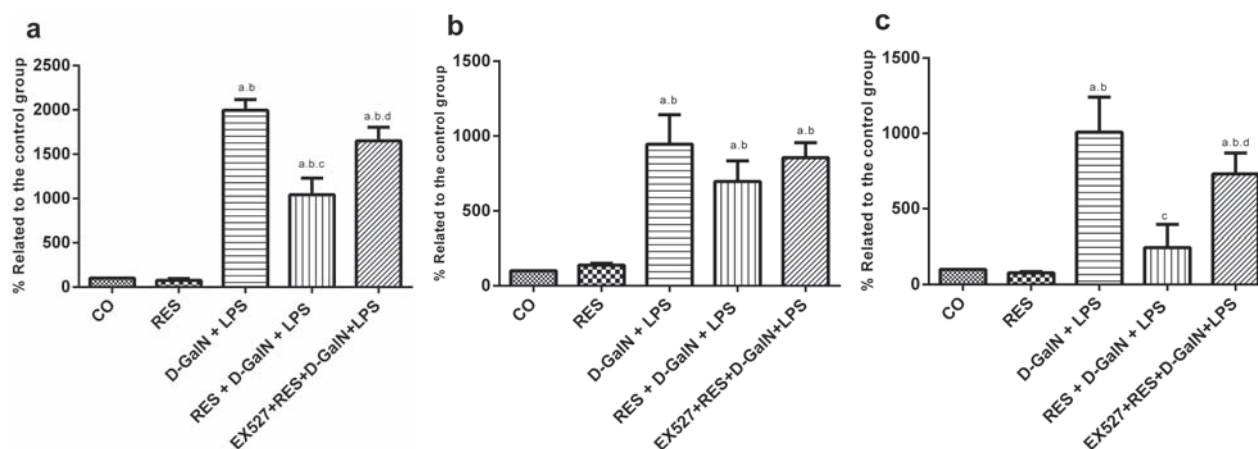 a
% Related to the control group
2500
2000
1500
1000
500
0
a.b
a.b.c
a.b.d
CO
RES
D-GalN + LPS
RES + D-GalN + LPS
EX527+RES+D-GalN+LPS
b
% Related to the control group
1500
1000
500
0
a.b
a.b
a.b
CO
RES
D-GalN + LPS
RES + D-GalN + LPS
EX527+RES+D-GalN+LPS
c
% Related to the control group
1500
1000
500
0
a.b
c
a.b.d
CO
RES
D-GalN + LPS
RES + D-GalN + LPS
EX527+RES+D-GalN+LPS